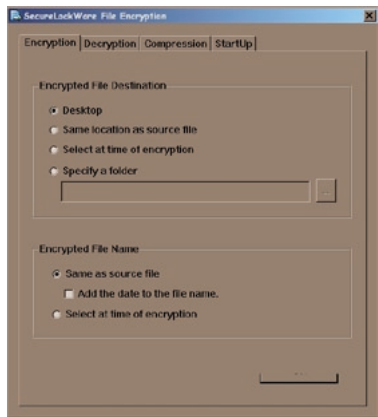 SecureLockWare File Encryption
Encryption Decryption Compression StartUp
Encrypted File Destination
Desktop
Same location as source file
Select at time of encryption
Specify a folder
...
Encrypted File Name
Same as source file
Add the date to the file name.
Select at time of encryption